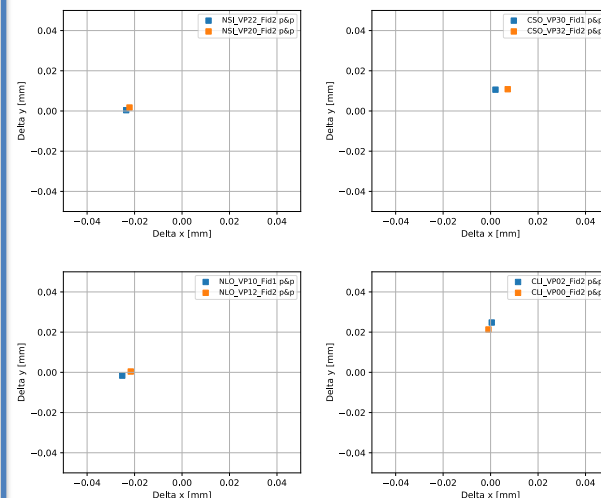 NSI_VP22_Fid2 p&p
NSI_VP20_Fid2 p&p
0.04
0.02
0.00
−0.02
−0.04
Delta y [mm]
−0.04 −0.02 0.00 0.02 0.04
Delta x [mm]
CSO_VP30_Fid1 p&p
CSO_VP32_Fid2 p&p
0.04
0.02
0.00
−0.02
−0.04
Delta y [mm]
−0.04 −0.02 0.00 0.02 0.04
Delta x [mm]
NLO_VP10_Fid1 p&p
NLO_VP12_Fid2 p&p
0.04
0.02
0.00
−0.02
−0.04
Delta y [mm]
−0.04 −0.02 0.00 0.02 0.04
Delta x [mm]
CLI_VP02_Fid2 p&p
CLI_VP00_Fid2 p&p
0.04
0.02
0.00
−0.02
−0.04
Delta y [mm]
−0.04 −0.02 0.00 0.02 0.04
Delta x [mm]